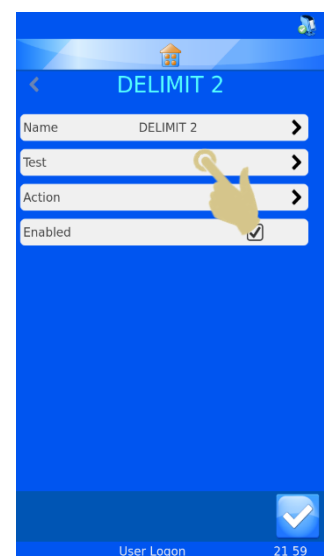 DELIMIT 2
Name DELIMIT 2
Test
Action
Enabled
User Logon 21 59